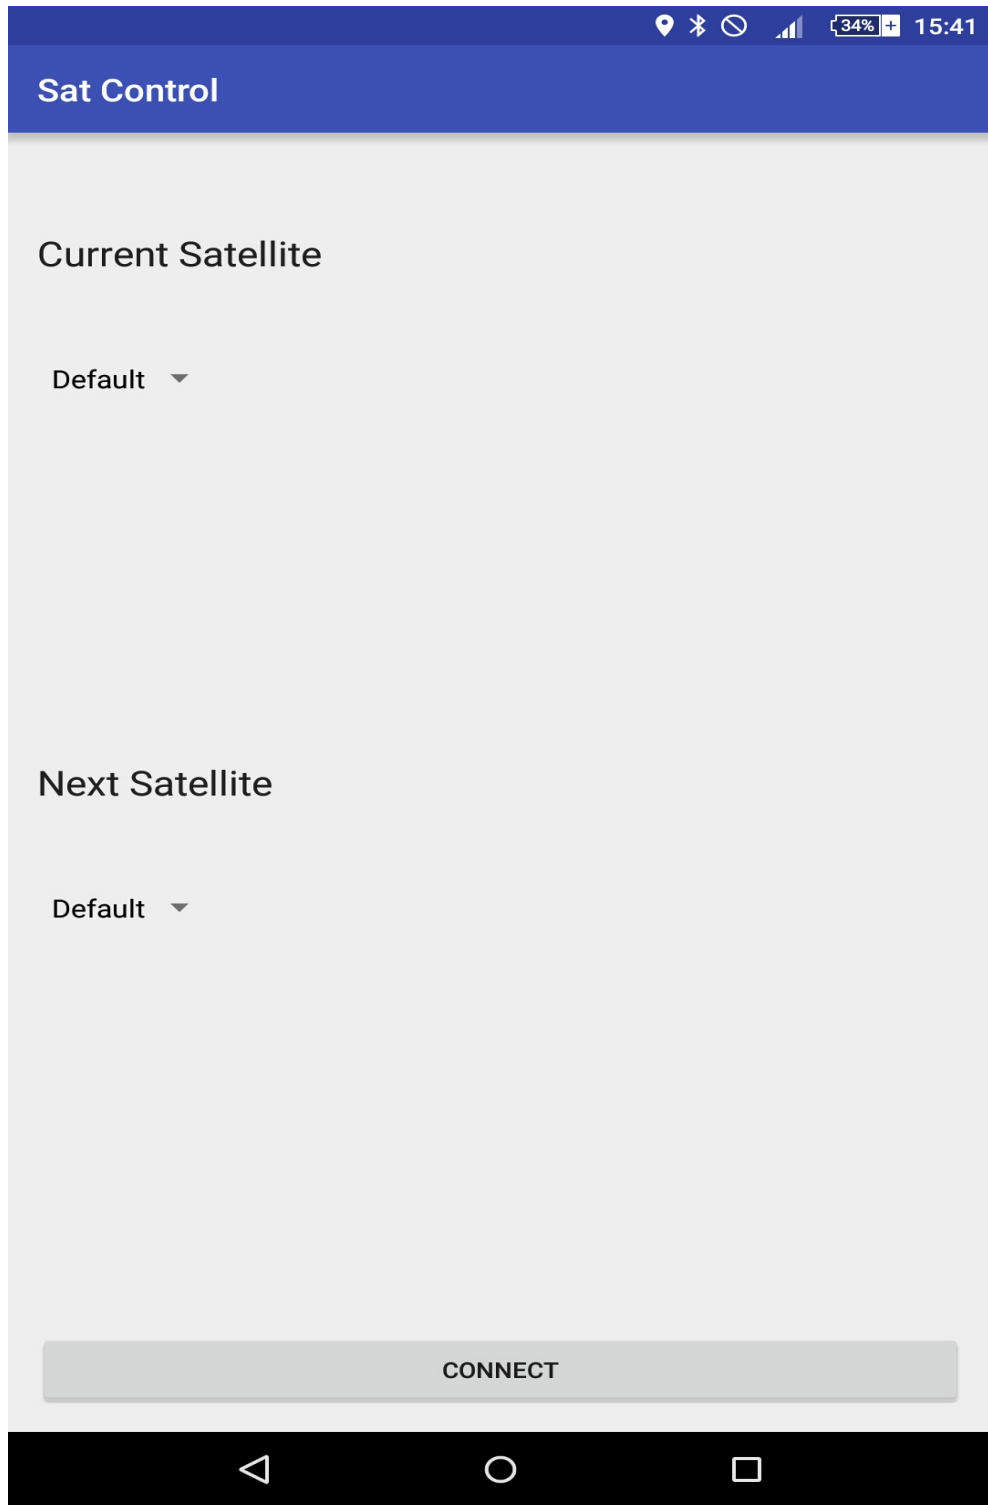 34% 15:41
Sat Control
Current Satellite
Default
Next Satellite
Default
CONNECT